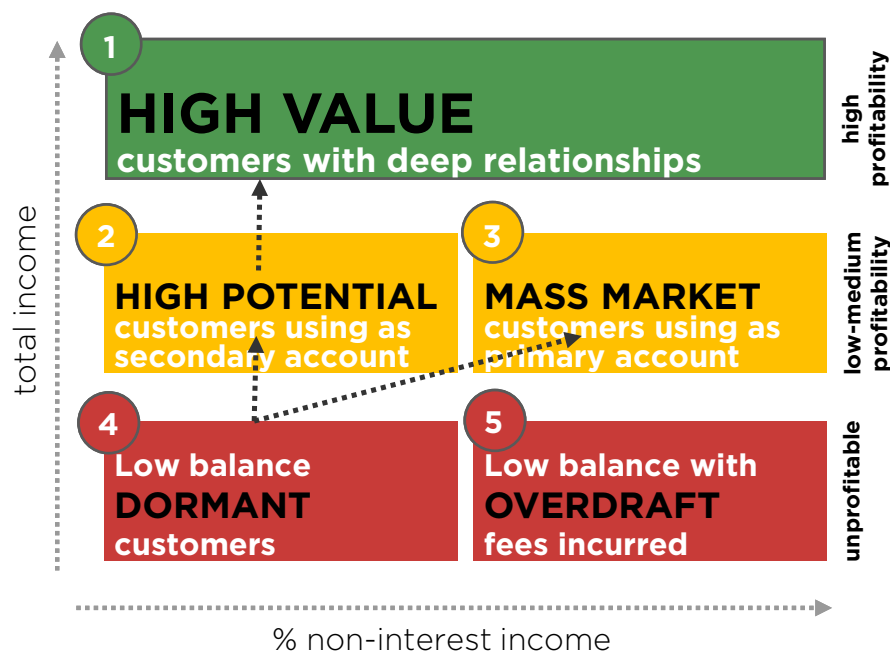 1
HIGH VALUE
customers with deep relationships
high
profitability
2
HIGH POTENTIAL
customers using as
secondary account
3
MASS MARKET
customers using as
primary account
low-medium
profitability
4
Low balance
DORMANT
customers
5
Low balance with
OVERDRAFT
fees incurred
unprofitable
total income
% non-interest income